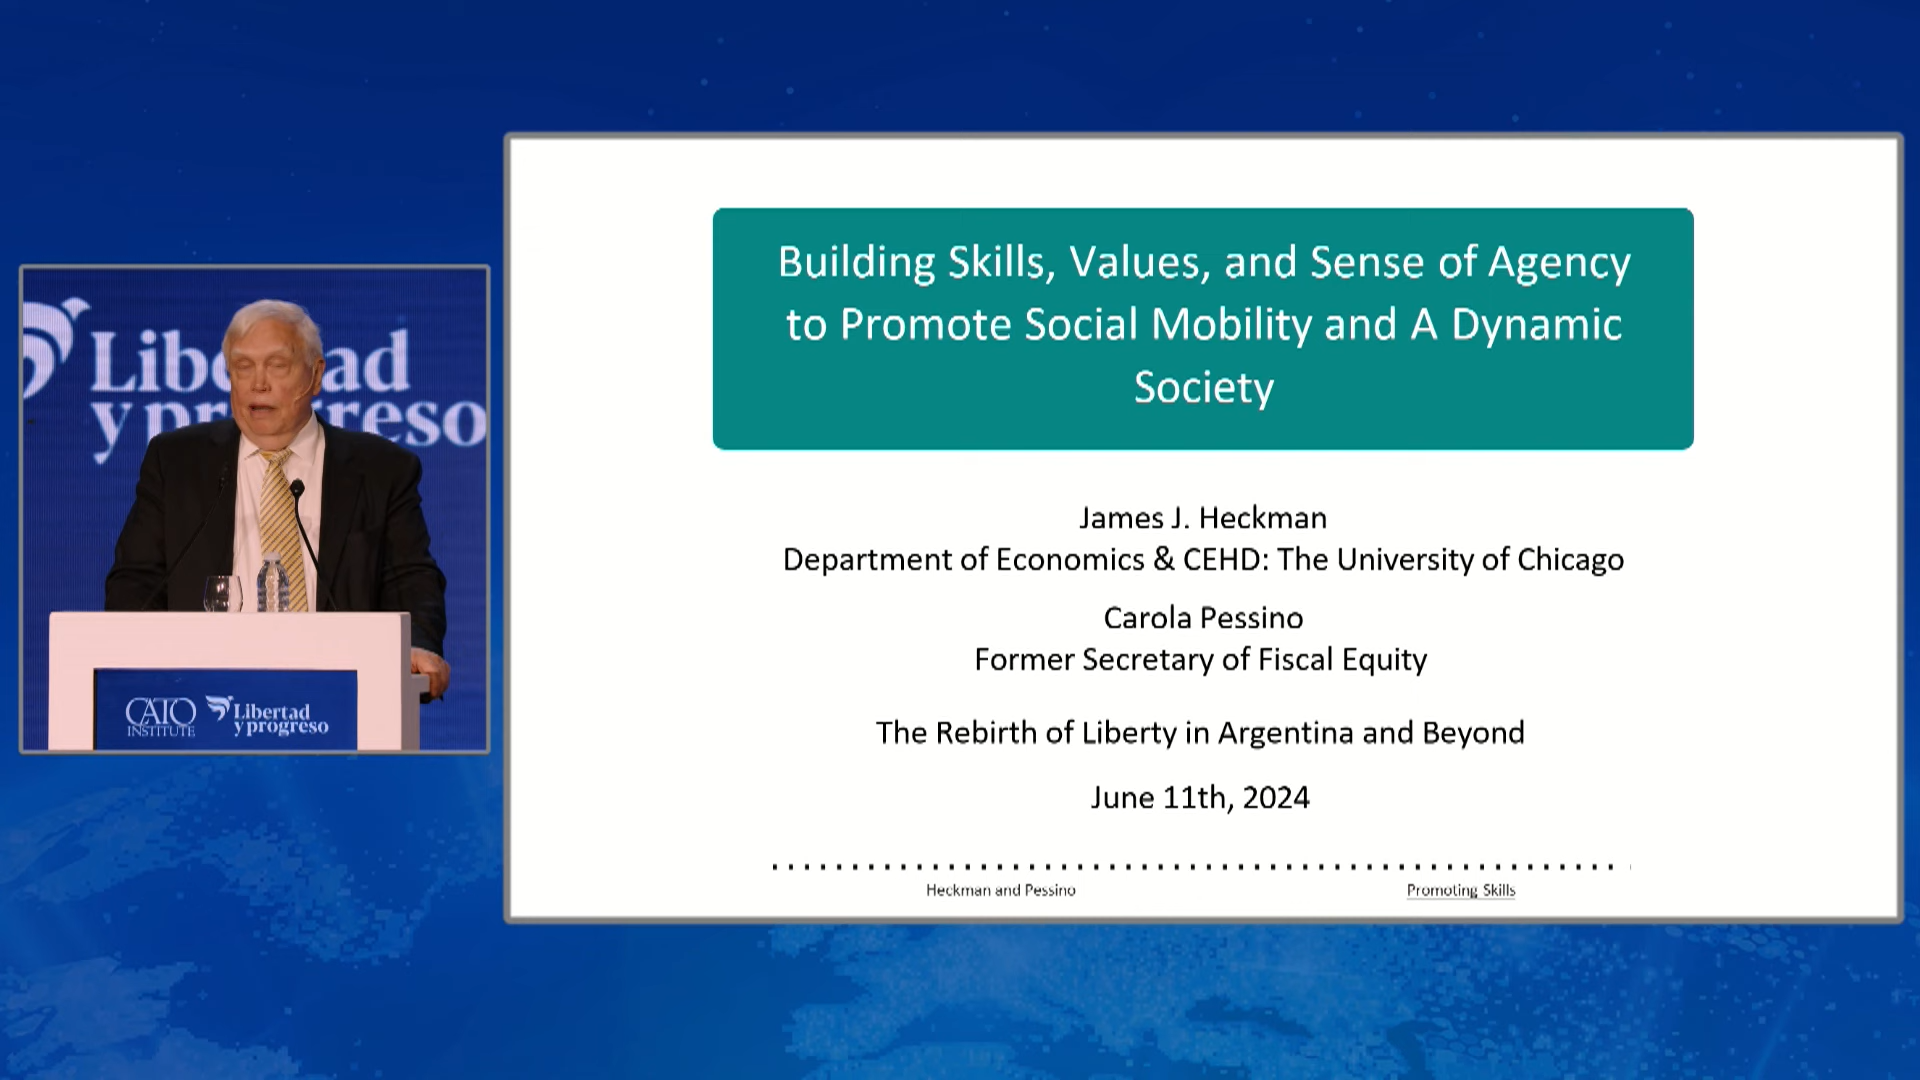 Libertad
y progreso
CATO
INSTITUTE
Libertad
y progreso
Building Skills, Values, and Sense of Agency
to Promote Social Mobility and A Dynamic
Society
James J. Heckman
Department of Economics & CEHD: The University of Chicago
Carola Pessino
Former Secretary of Fiscal Equity
The Rebirth of Liberty in Argentina and Beyond
June 11th, 2024
Heckman and Pessino
Promoting Skills